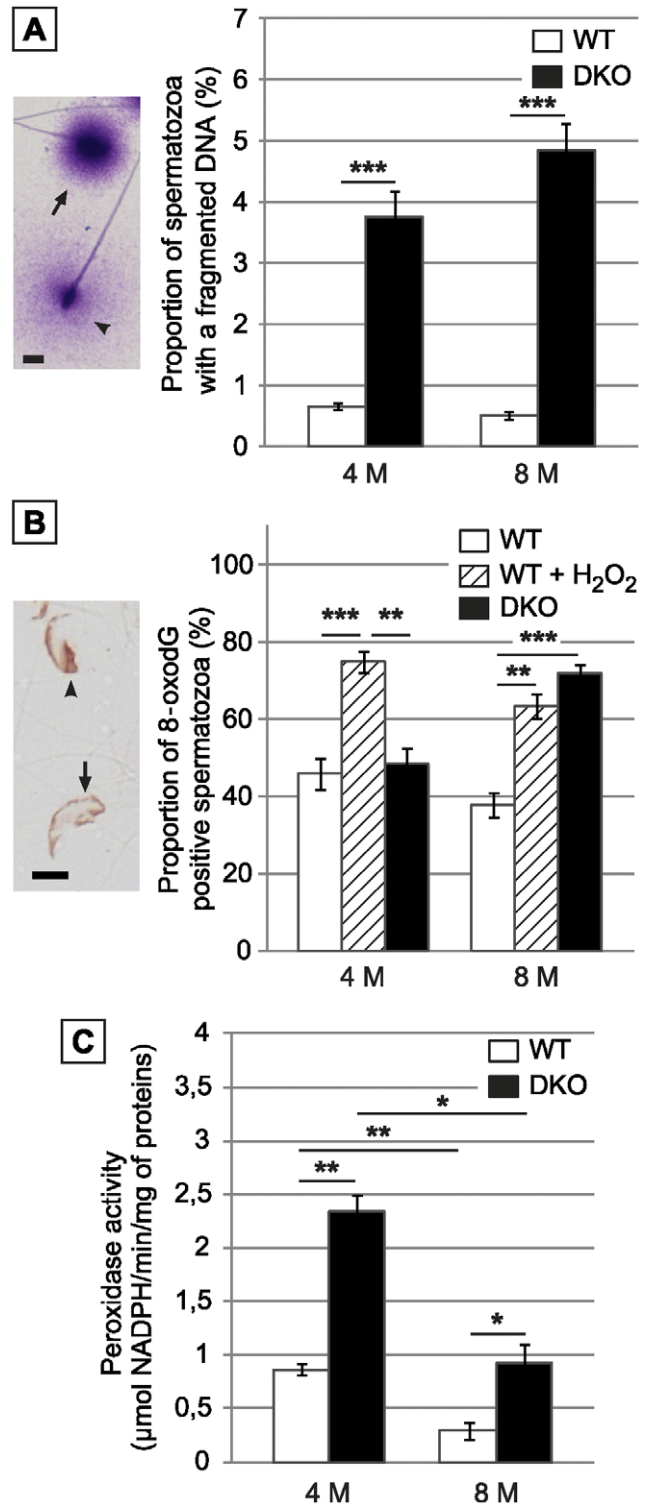 A
Proportion of spermatozoa
with a fragmented DNA (%)
7
6
5
4
3
2
1
0
WT
DKO
***
***
4 M
8 M
B
Proportion of 8-oxodG
positive spermatozoa (%)
100
80
60
40
20
0
WT
WT + H2O2
DKO
*** **
***
**
4 M
8 M
C
Peroxidase activity
(µmol NADPH/min/mg of proteins)
4
3,5
3
2,5
2
1,5
1
0,5
0
WT
DKO
*
**
**
*
4 M
8 M